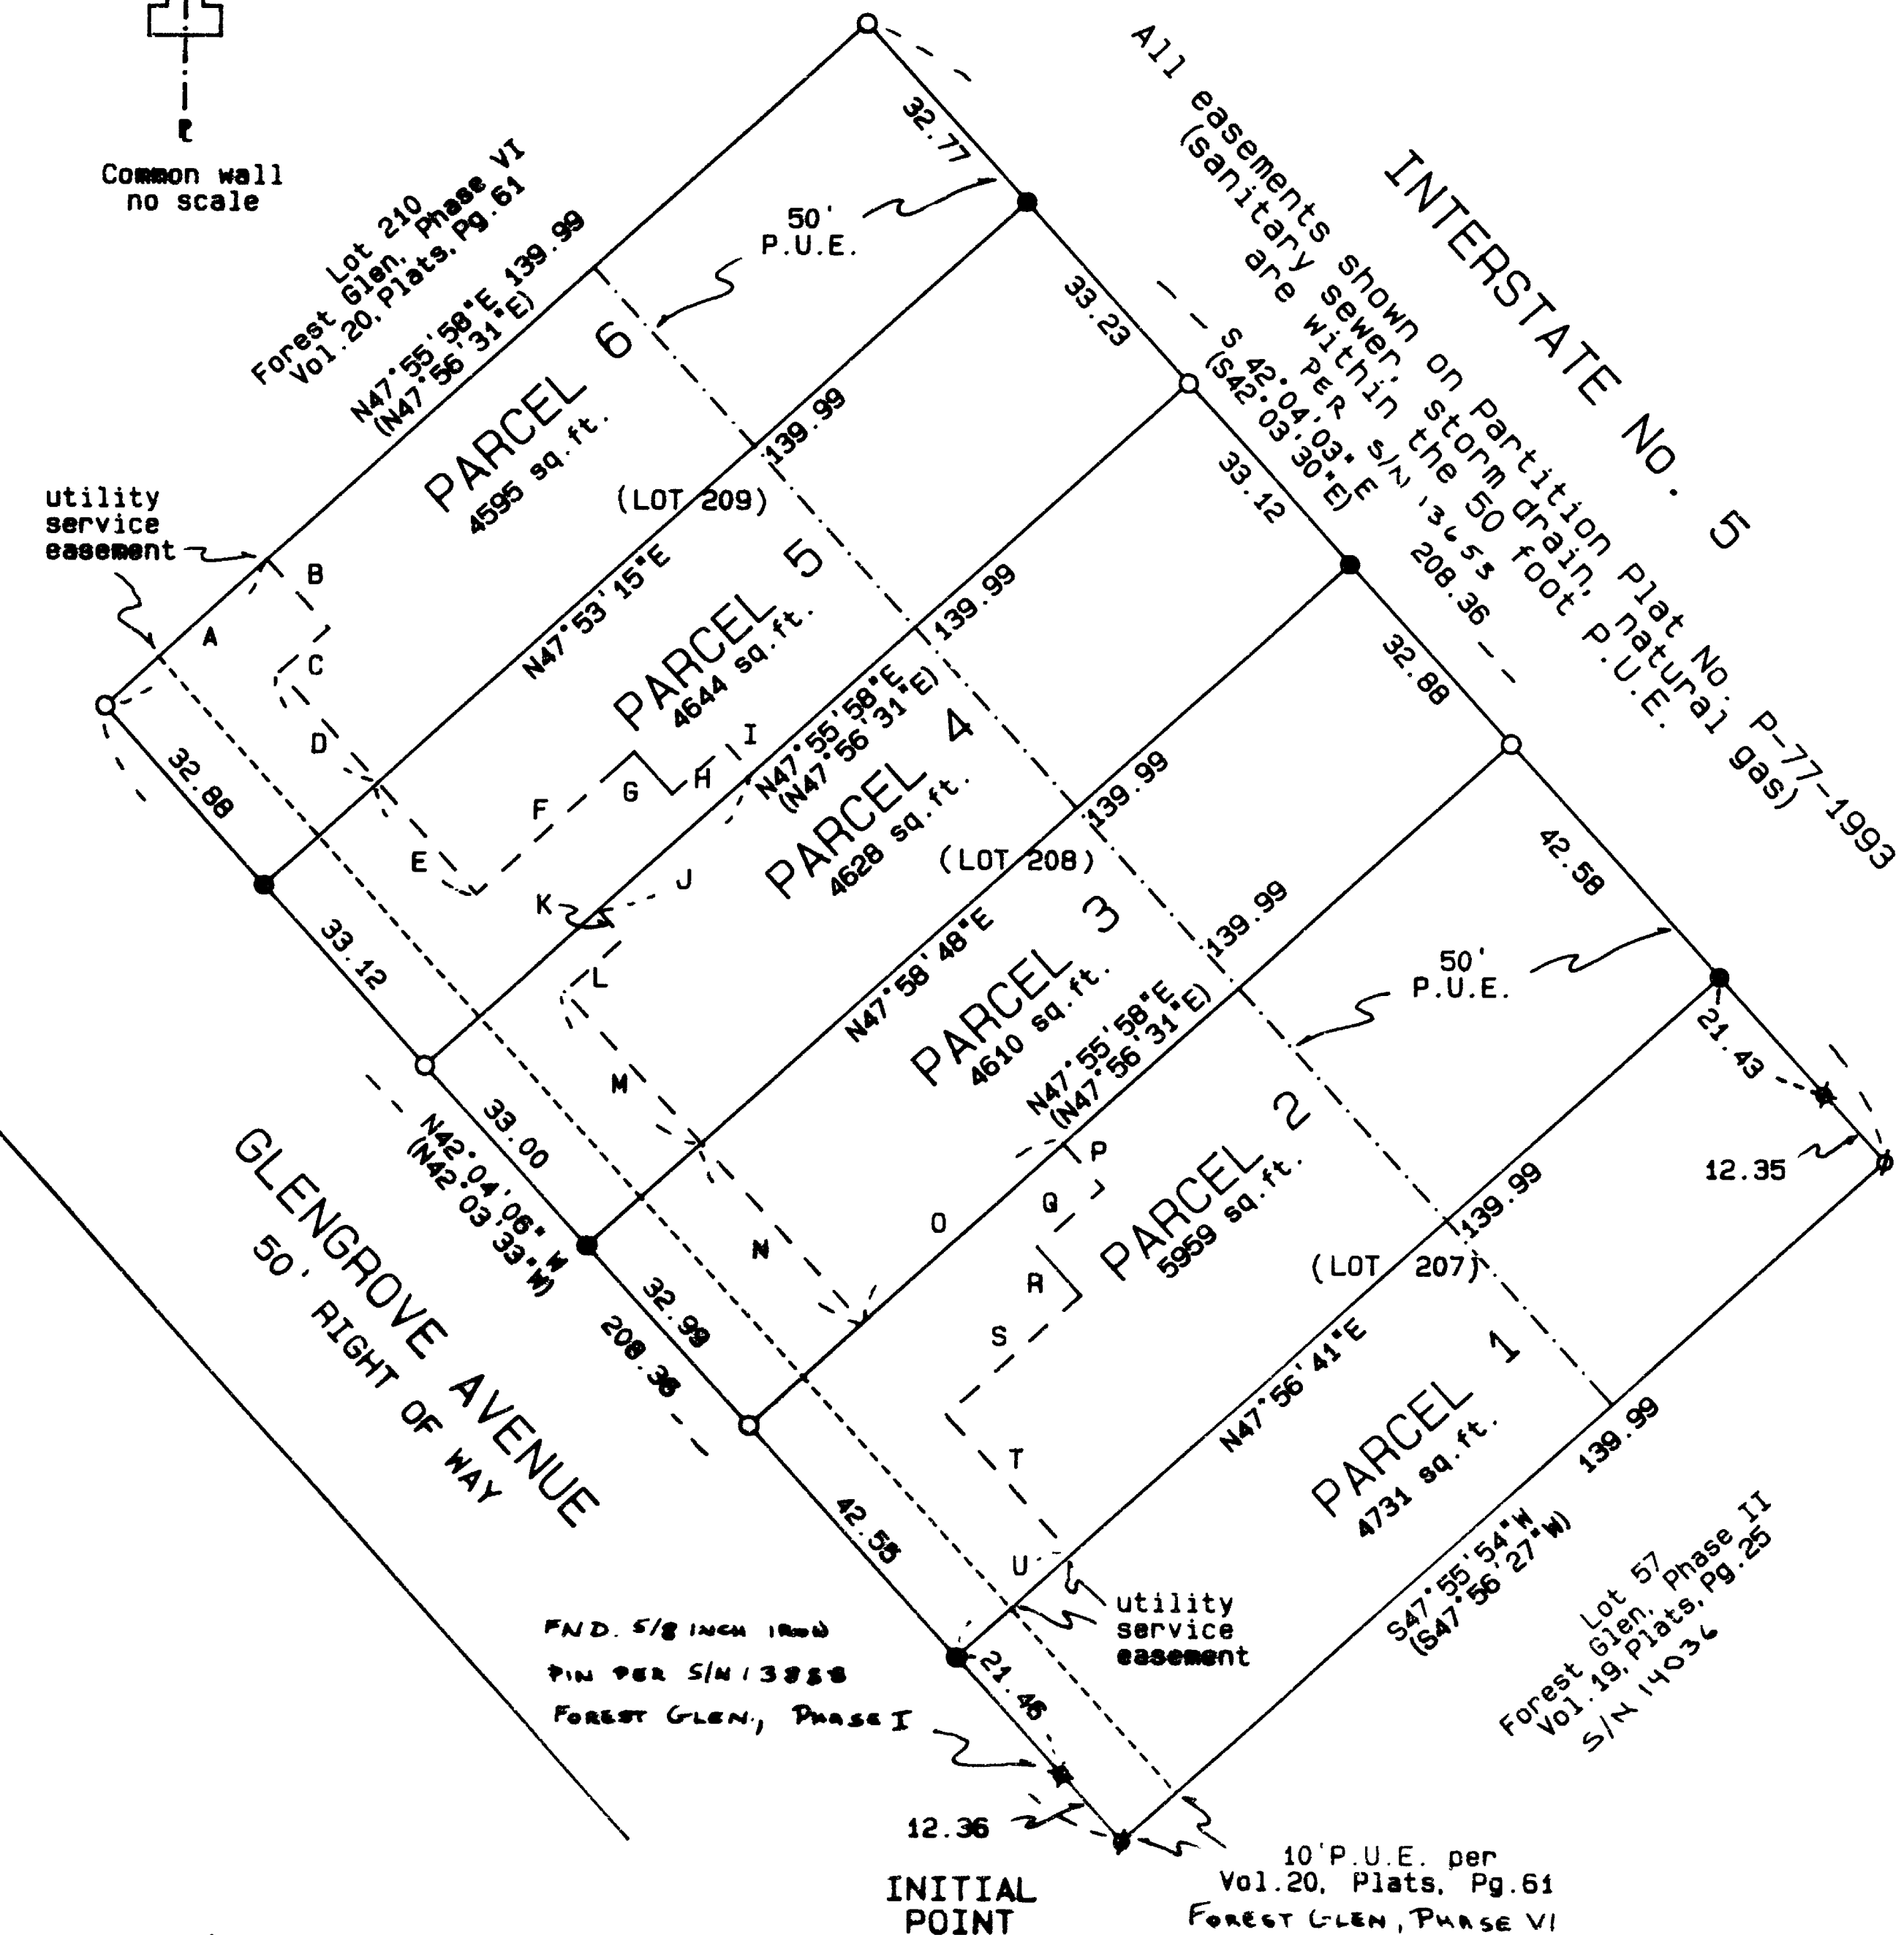 P
Common wall
no scale
Lot 210
Forest Glen, Phase VI
Vol.20, Plats, Pg.61
N47°55'58"E 139.99
(N47°56'31"E)
32.77
50'
P.U.E.
33.23
33.12
32.88
42.58
21.43
12.35
INTERSTATE No. 5
All easements shown on Partition Plat No. P-77-1993
(sanitary sewer, storm drain, natural gas)
are within the 50 foot P.U.E.
S 42°04'03"E
PER S/N 13653
(S42°03'30"E)
208.36
PARCEL 6
4595 sq.ft.
139.99
(LOT 209)
N47°53'15"E
utility
service
easement
A
B
C
D
PARCEL 5
4644 sq.ft.
139.99
N47°55'58"E
(N47°56'31"E)
E
F
G
H
I
J
K
L
M
PARCEL 4
4628 sq.ft.
139.99
(LOT 208)
N47°58'48"E
PARCEL 3
4610 sq.ft.
139.99
N47°55'58"E
(N47°56'31"E)
N
O
P
Q
R
S
T
U
50'
P.U.E.
PARCEL 2
5959 sq.ft.
139.99
(LOT 207)
N47°56'41"E
PARCEL 1
4731 sq.ft.
139.99
S47°55'54"W
(S47°56'27"W)
Lot 57
Forest Glen, Phase II
Vol.19, Plats, Pg.25
S/N 14036
32.88
33.12
33.00
N42°04'06"W
(N42°03'33"W)
32.99
208.36
42.55
21.46
12.36
GLENGROVE AVENUE
50' RIGHT OF WAY
utility
service
easement
FND. 5/8 INCH IRON
PIN PER S/N 13888
FOREST GLEN., PHASE I
INITIAL
POINT
10'P.U.E. per
Vol.20, Plats, Pg.61
FOREST GLEN, PHASE VI